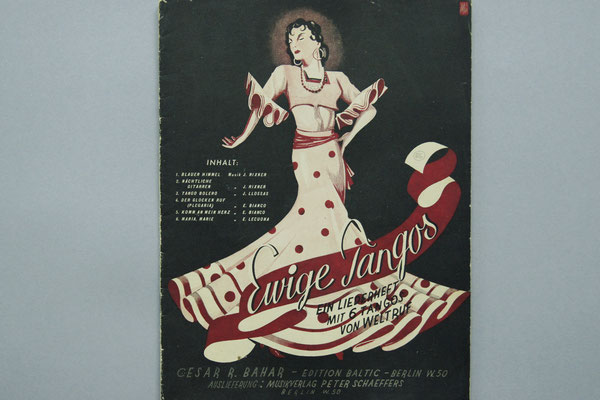 INHALT:
1. BLAUER HIMMEL Musik J. RIXNER
2. NÄCHTLICHE
GITARREN „ J. RIXNER
3. TANGO BOLERO „ J. LLOSSAS
4. DER GLOCKEN RUF
(PLEGARIA) „ E. BIANCO
5. KOMM AN MEIN HERZ „ E. BIANCO
6. MARIA, MARIE „ E. LECUONA
Ewige Tangos
EIN LIEDERHEFT
MIT 6 TANGOS
VON WELTRUF
CESAR R. BAHAR – EDITION BALTIC – BERLIN W. 50
AUSLIEFERUNG: MUSIKVERLAG PETER SCHAEFFERS
BERLIN W. 50